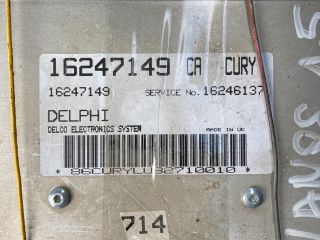 16247149 CA CURY
16247149 SERVICE No. 16246137
DELPHI
DELCO ELECTRONICS SYSTEM
MADE IN UK
*86CURYLU32710010*
714